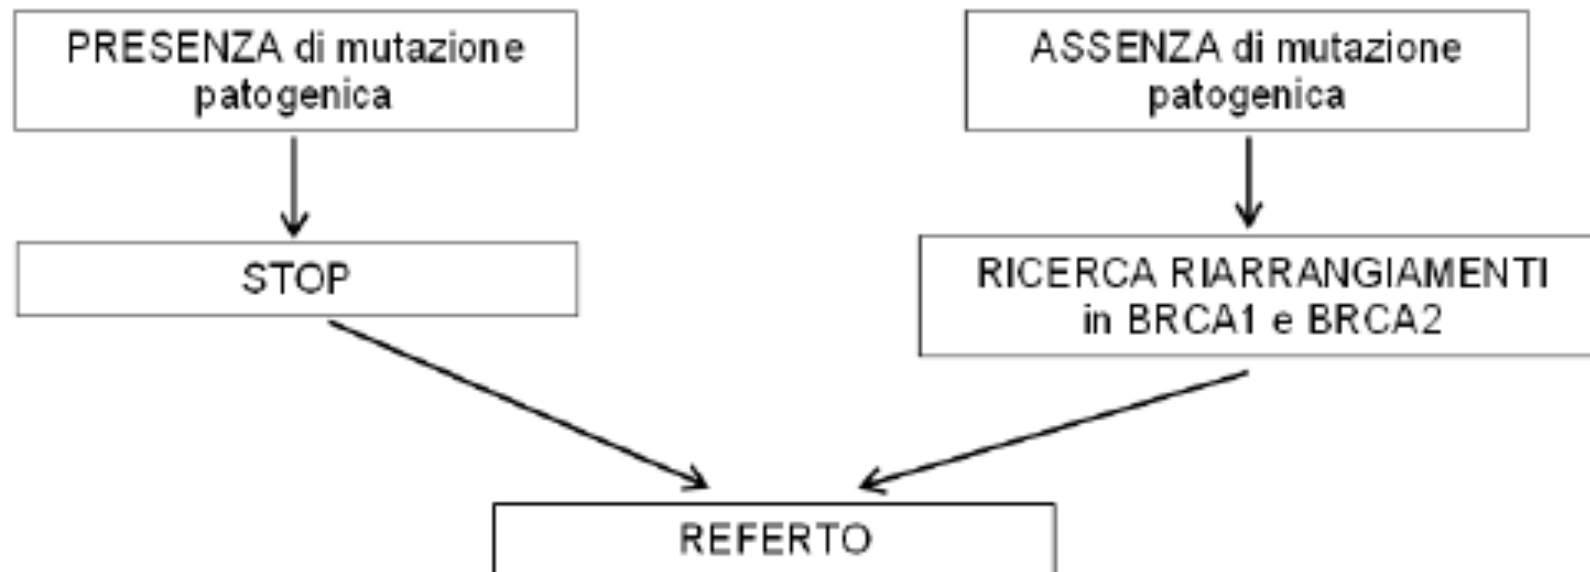 PRESENZA di mutazione
patogenica
ASSENZA di mutazione
patogenica
STOP
RICERCA RIARRANGIAMENTI
in BRCA1 e BRCA2
REFERTO